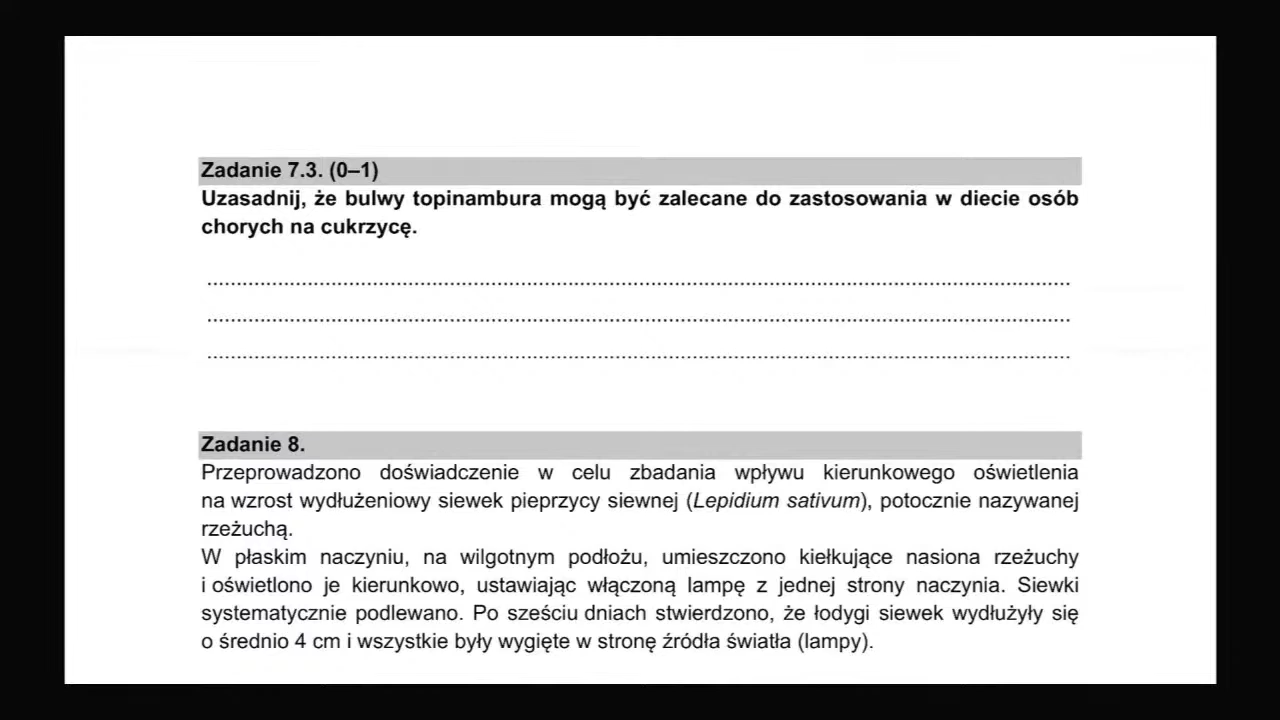 Zadanie 7.3. (0–1)
Uzasadnij, że bulwy topinambura mogą być zalecane do zastosowania w diecie osób
chorych na cukrzycę.
..........................................................................................................................................................
..........................................................................................................................................................
..........................................................................................................................................................
Zadanie 8.
Przeprowadzono doświadczenie w celu zbadania wpływu kierunkowego oświetlenia
na wzrost wydłużeniowy siewek pieprzycy siewnej (Lepidium sativum), potocznie nazywanej
rzeżuchą.
W płaskim naczyniu, na wilgotnym podłożu, umieszczono kiełkujące nasiona rzeżuchy
i oświetlono je kierunkowo, ustawiając włączoną lampę z jednej strony naczynia. Siewki
systematycznie podlewano. Po sześciu dniach stwierdzono, że łodygi siewek wydłużyły się
o średnio 4 cm i wszystkie były wygięte w stronę źródła światła (lampy).